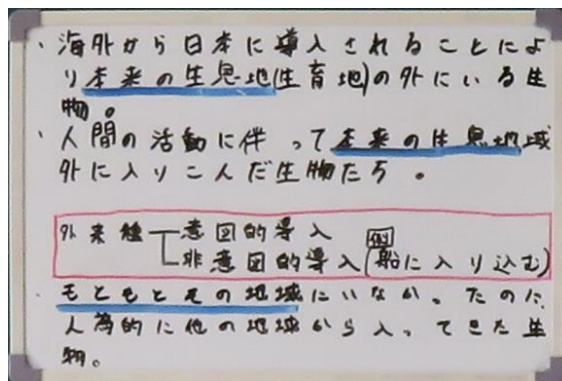 、海外から日本に導入されることによ
り本来の生息地(生育地)の外にいる生
物。
、人間の活動に伴って本来の生息地域
外に入りこんだ生物たち。
外来種 意図的導入
非意図的導入(例 船に入り込む)
・もともとその地域にいなかったのに、
人為的に他の地域から入ってきた生
物。